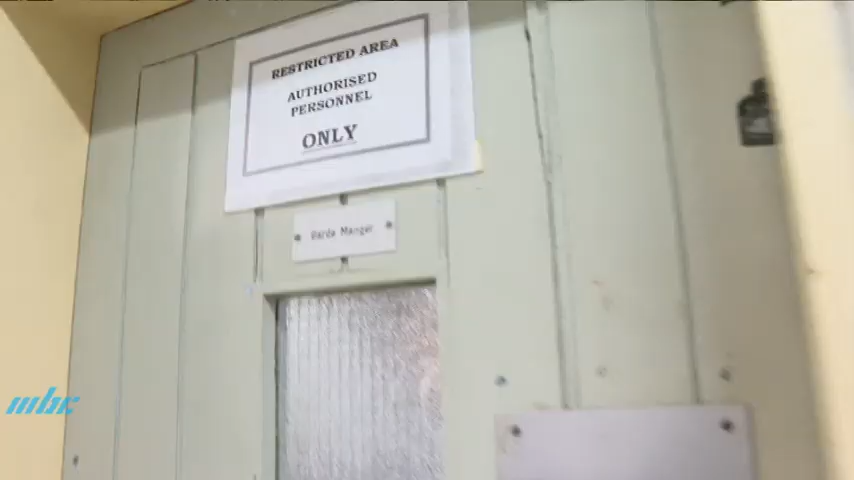 RESTRICTED AREA
AUTHORISED
PERSONNEL
ONLY
Garde Manger
mbc